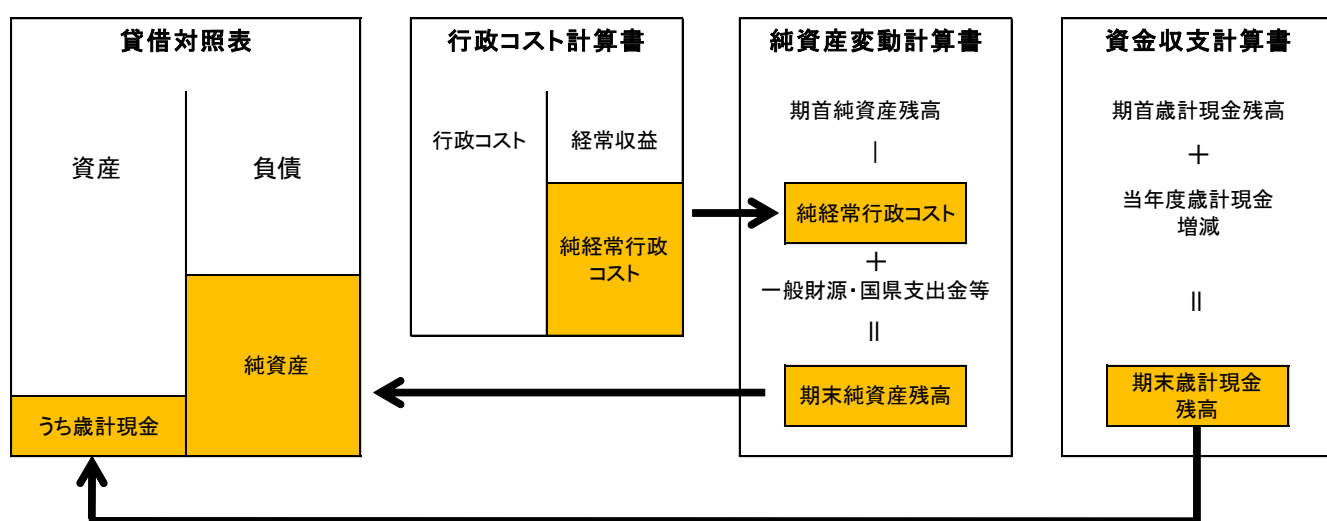 貸借対照表
資産
負債
純資産
うち歳計現金
行政コスト計算書
行政コスト
経常収益
純経常行政
コスト
純資産変動計算書
期首純資産残高
－
純経常行政コスト
＋
一般財源・国県支出金等
＝
期末純資産残高
資金収支計算書
期首歳計現金残高
＋
当年度歳計現金
増減
＝
期末歳計現金
残高